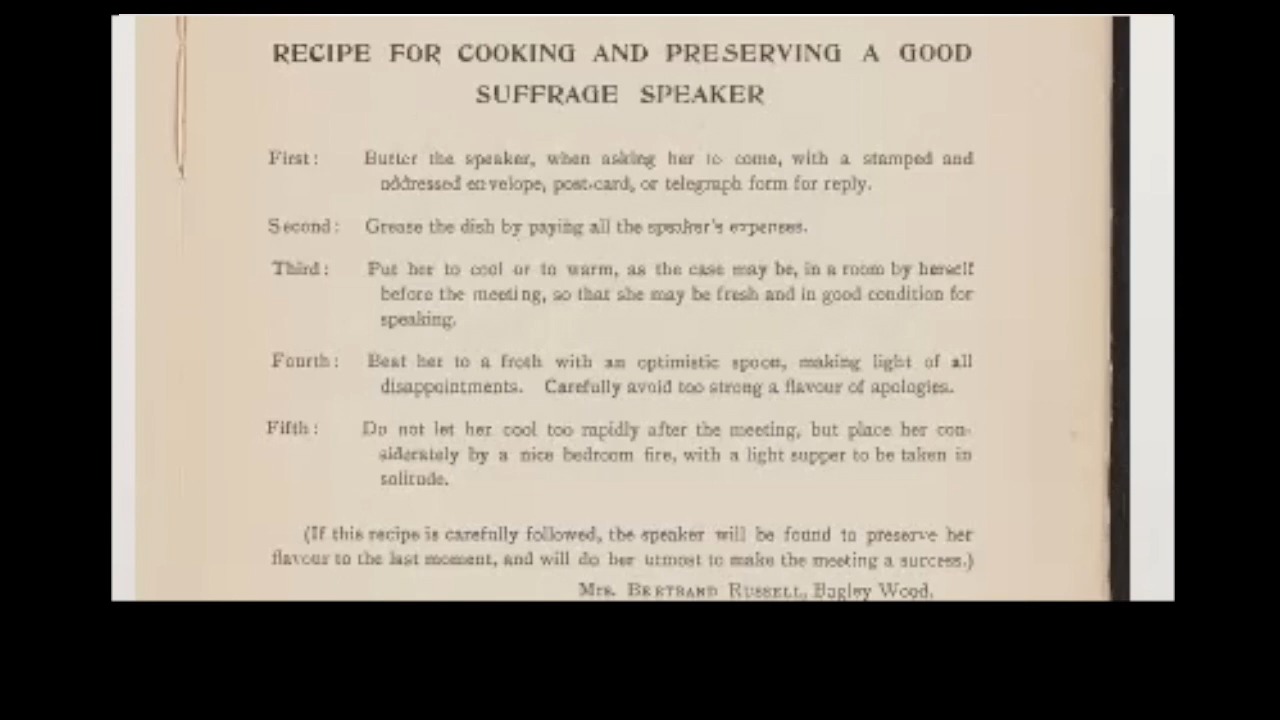 RECIPE FOR COOKING AND PRESERVING A GOOD
SUFFRAGE SPEAKER
First: Butter the speaker, when asking her to come, with a stamped and
addressed envelope, post-card, or telegraph form for reply.
Second: Grease the dish by paying all the speaker's expenses.
Third: Put her to cool or to warm, as the case may be, in a room by herself
before the meeting, so that she may be fresh and in good condition for
speaking.
Fourth: Beat her to a froth with an optimistic spoon, making light of all
disappointments. Carefully avoid too strong a flavour of apologies.
Fifth: Do not let her cool too rapidly after the meeting, but place her con-
siderately by a nice bedroom fire, with a light supper to be taken in
solitude.
(If this recipe is carefully followed, the speaker will be found to preserve her
flavour to the last moment, and will do her utmost to make the meeting a success.)
MRS. BERTRAND RUSSELL, Bagley Wood.